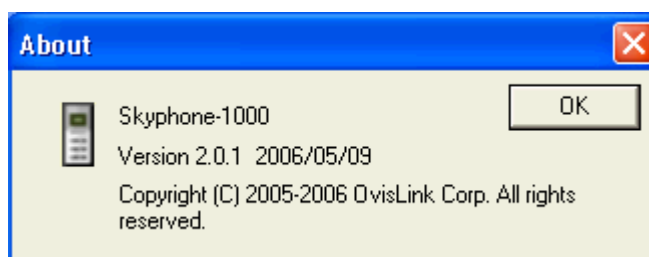 About
OK
Skyphone-1000
Version 2.0.1 2006/05/09
Copyright (C) 2005-2006 OvisLink Corp. All rights
reserved.